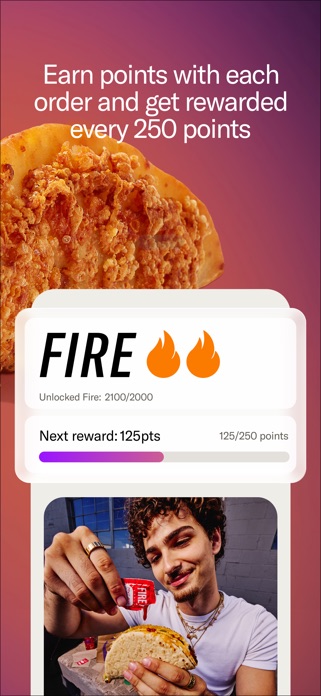 Earn points with each
order and get rewarded
every 250 points
FIRE
Unlocked Fire: 2100/2000
Next reward: 125pts
125/250 points
FIRE